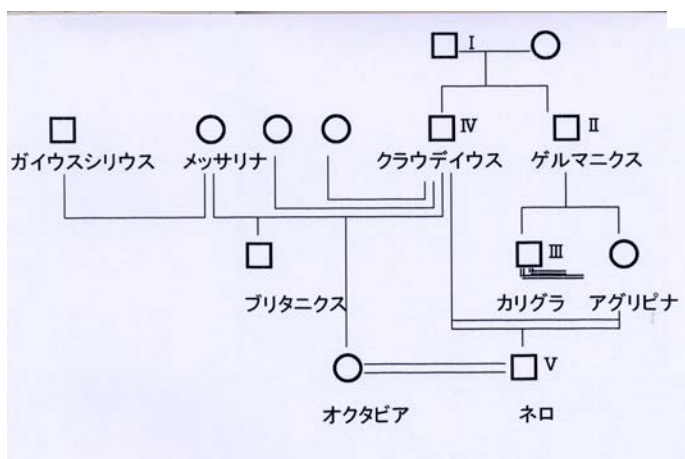 I
IV
II
ガイウスシリウス メッサリナ クラウデイウス ゲルマニクス
III
ブリタニクス カリグラ アグリピナ
V
オクタビア ネロ